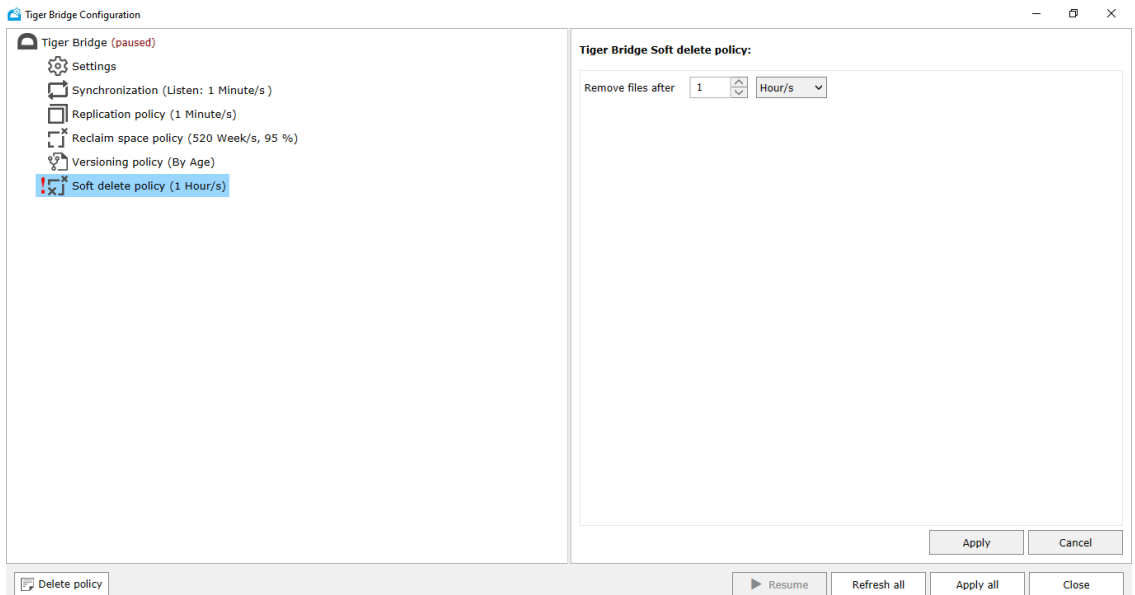 Tiger Bridge Configuration
Tiger Bridge (paused)
Settings
Synchronization (Listen: 1 Minute/s )
Replication policy (1 Minute/s)
Reclaim space policy (520 Week/s, 95 %)
Versioning policy (By Age)
Soft delete policy (1 Hour/s)
Tiger Bridge Soft delete policy:
Remove files after 1 Hour/s
Apply Cancel
Delete policy Resume Refresh all Apply all Close